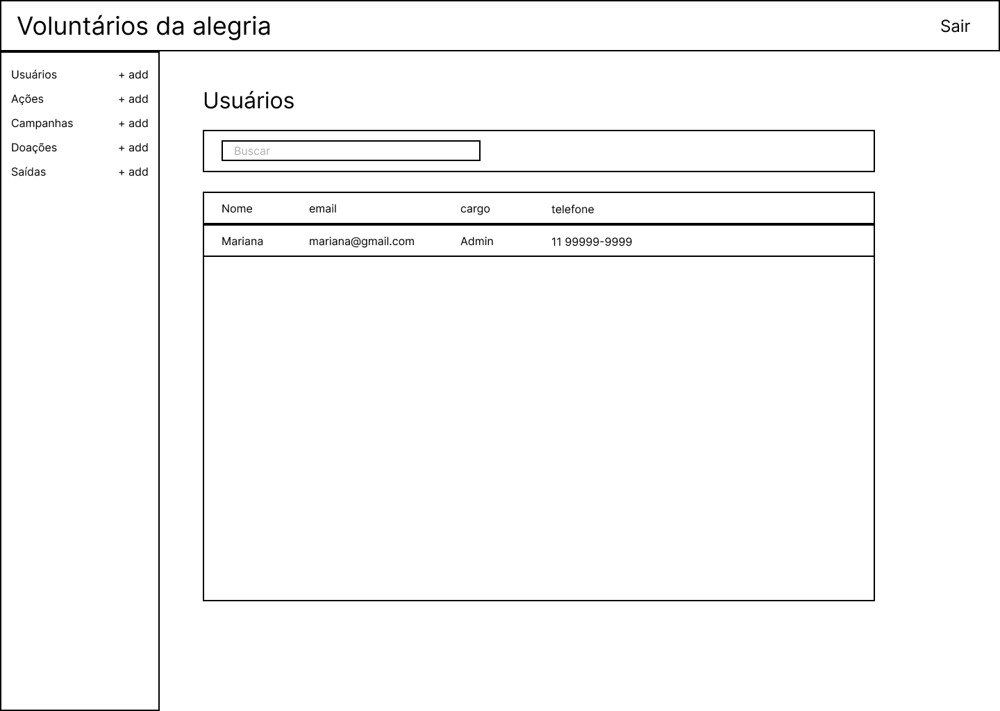 Voluntários da alegria
Sair
Usuários + add
Ações + add
Campanhas + add
Doações + add
Saídas + add
Usuários
Buscar
Nome email cargo telefone
Mariana mariana@gmail.com Admin 11 99999-9999